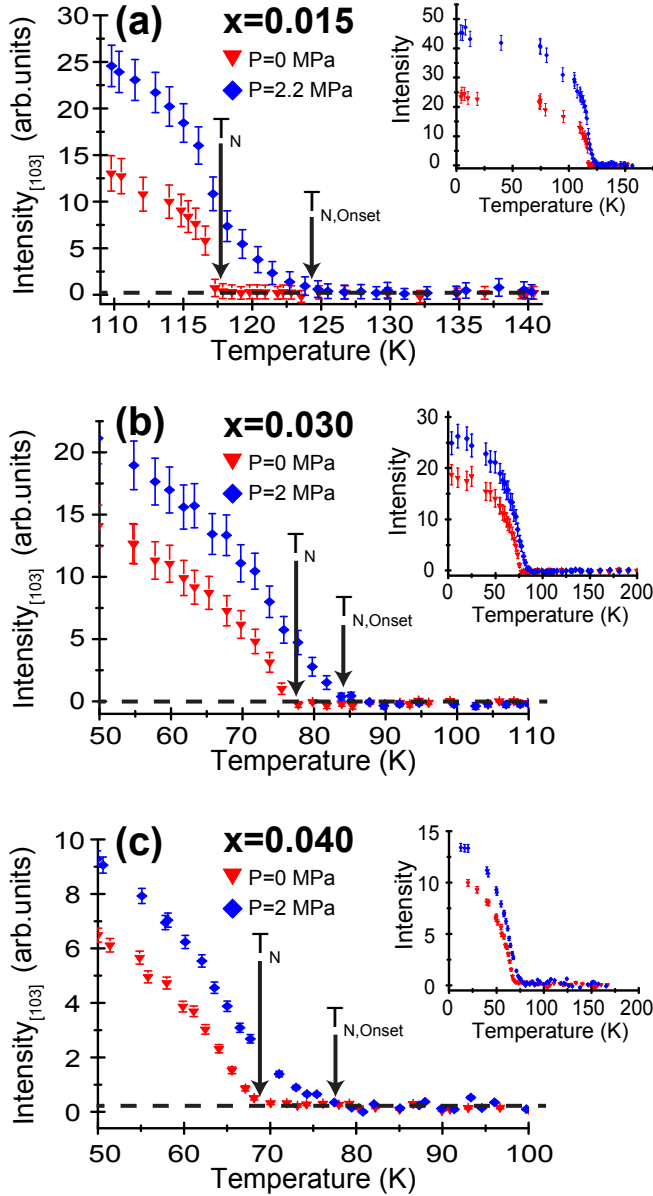 (a) x=0.015
P=0 MPa
P=2.2 MPa
T_N
T_N,Onset
Intensity_[103] (arb.units)
30
25
20
15
10
5
0
110 115 120 125 130 135 140
Temperature (K)
Intensity
50
40
30
20
10
0
0 50 100 150
Temperature (K)
(b) x=0.030
P=0 MPa
P=2 MPa
T_N
T_N,Onset
Intensity_[103] (arb.units)
20
15
10
5
0
50 60 70 80 90 100 110
Temperature (K)
Intensity
30
20
10
0
0 50 100 150 200
Temperature (K)
(c) x=0.040
P=0 MPa
P=2 MPa
T_N
T_N,Onset
Intensity_[103] (arb.units)
10
8
6
4
2
0
50 60 70 80 90 100
Temperature (K)
Intensity
15
10
5
0
0 25 50 75 100 150 200
Temperature (K)